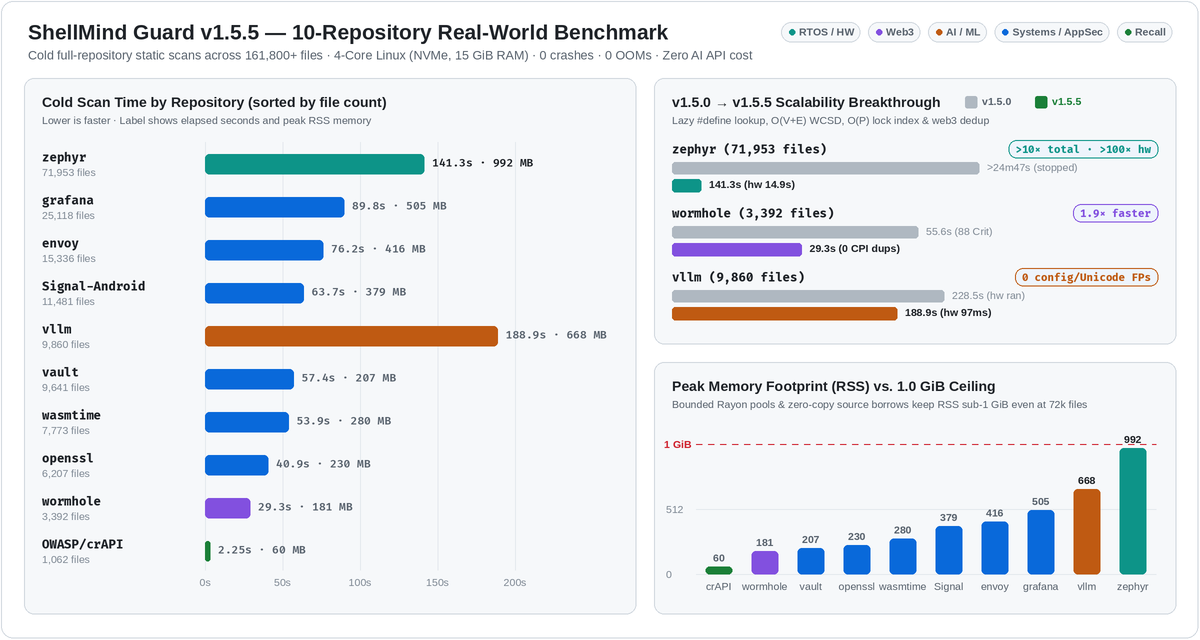 ShellMind Guard v1.5.5 — 10-Repository Real-World Benchmark
RTOS / HW
Web3
AI / ML
Systems / AppSec
Recall
Cold full-repository static scans across 161,800+ files · 4-Core Linux (NVMe, 15 GiB RAM) · 0 crashes · 0 OOMs · Zero AI API cost
Cold Scan Time by Repository (sorted by file count)
Lower is faster · Label shows elapsed seconds and peak RSS memory
zephyr
71,953 files
141.3s · 992 MB
grafana
25,118 files
89.8s · 505 MB
envoy
15,336 files
76.2s · 416 MB
Signal-Android
11,481 files
63.7s · 379 MB
vllm
9,860 files
188.9s · 668 MB
vault
9,641 files
57.4s · 207 MB
wasmtime
7,773 files
53.9s · 280 MB
openssl
6,207 files
40.9s · 230 MB
wormhole
3,392 files
29.3s · 181 MB
OWASP/crAPI
1,062 files
2.25s · 60 MB
0s 50s 100s 150s 200s
v1.5.0 → v1.5.5 Scalability Breakthrough
v1.5.0
v1.5.5
Lazy #define lookup, O(V+E) WCSD, O(P) lock index & web3 dedup
zephyr (71,953 files)
>10× total · >100× hw
>24m47s (stopped)
141.3s (hw 14.9s)
wormhole (3,392 files)
1.9× faster
55.6s (88 Crit)
29.3s (0 CPI dups)
vllm (9,860 files)
0 config/Unicode FPs
228.5s (hw ran)
188.9s (hw 97ms)
Peak Memory Footprint (RSS) vs. 1.0 GiB Ceiling
Bounded Rayon pools & zero-copy source borrows keep RSS sub-1 GiB even at 72k files
1 GiB
512
0
60 181 207 230 280 379 416 505 668 992
crAPI wormhole vault openssl wasmtime Signal envoy grafana vllm zephyr